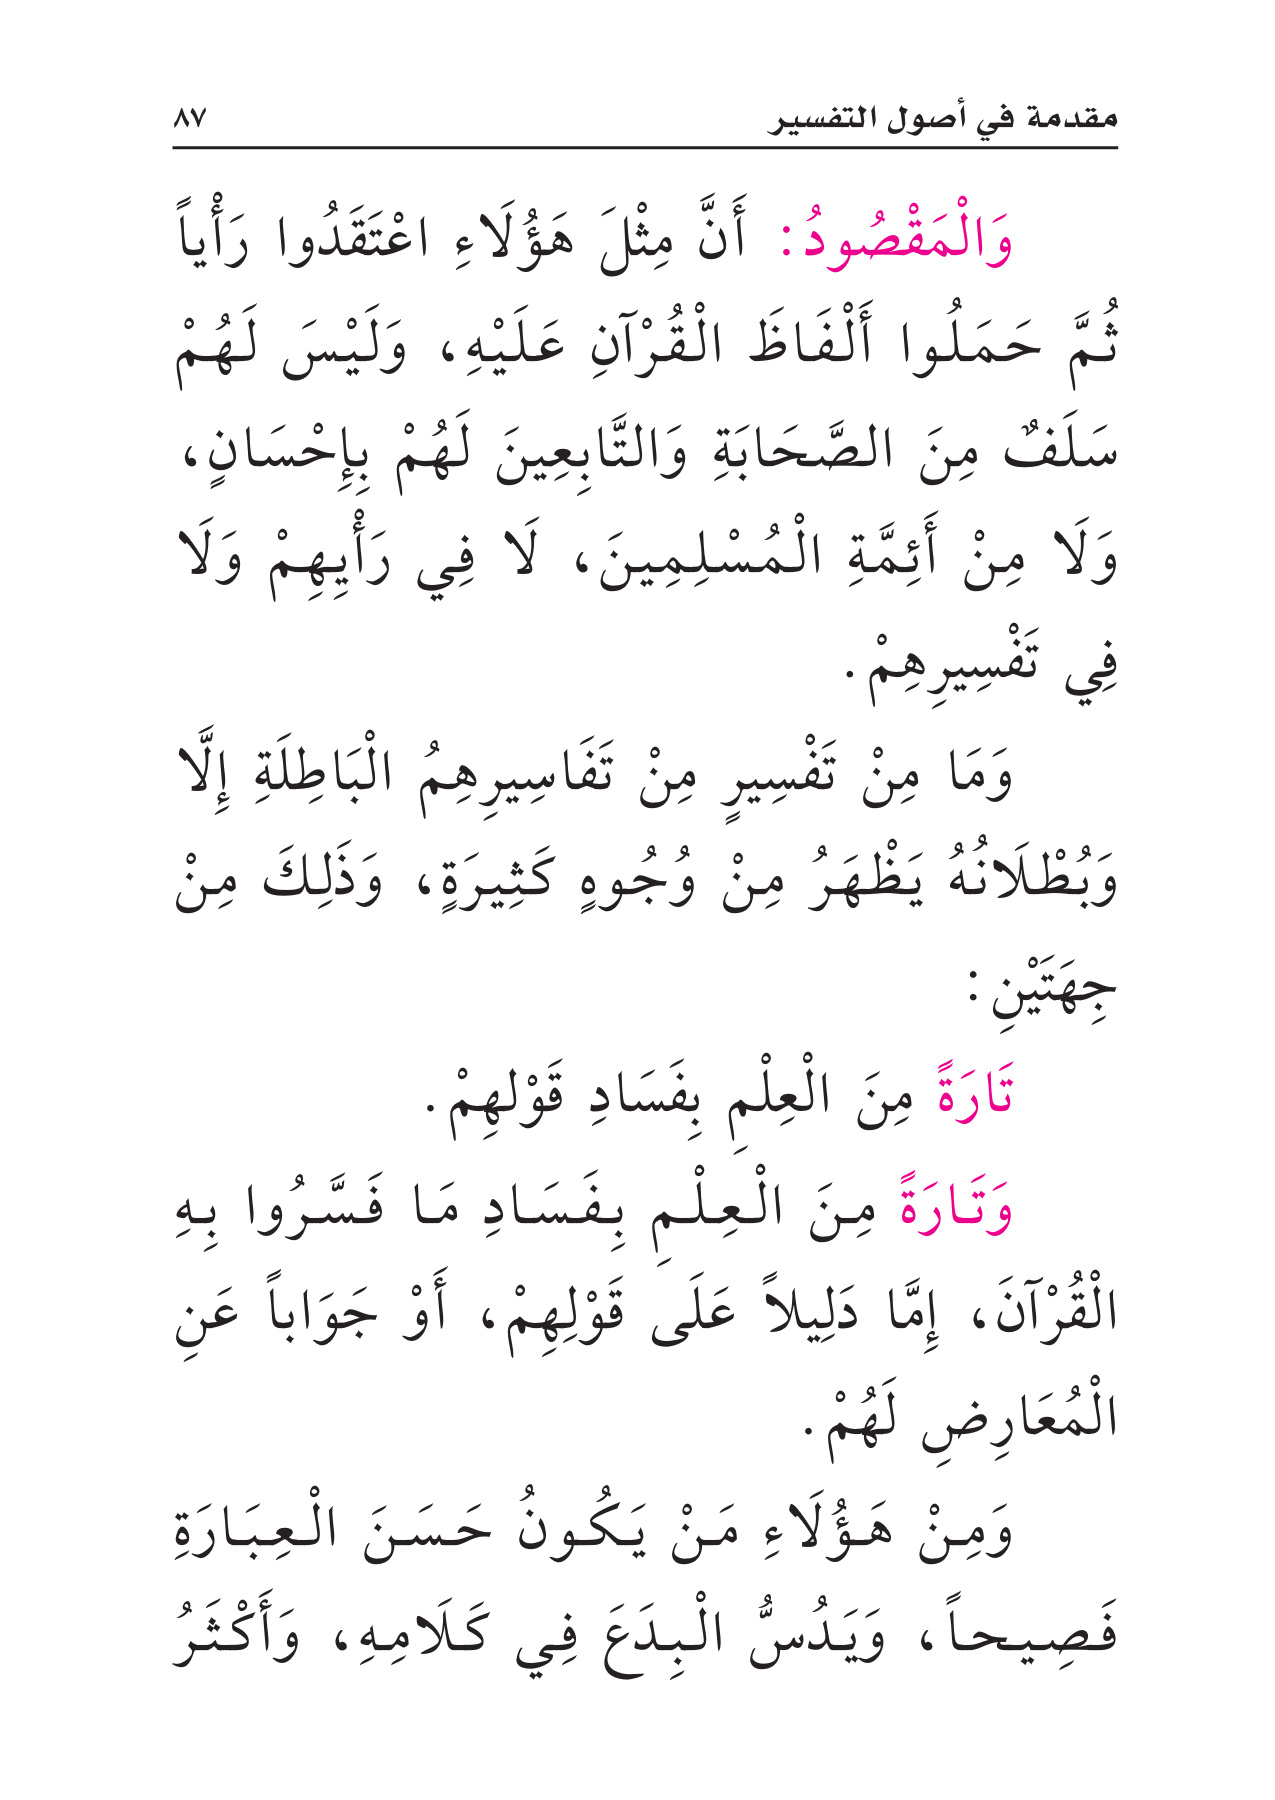 مقدمة في أصول التفسير ٨٧
وَالْمَقْصُودُ: أَنَّ مِثْلَ هَؤُلَاءِ اعْتَقَدُوا رَأْياً
ثُمَّ حَمَلُوا أَلْفَاظَ الْقُرْآنِ عَلَيْهِ، وَلَيْسَ لَهُمْ
سَلَفٌ مِنَ الصَّحَابَةِ وَالتَّابِعِينَ لَهُمْ بِإِحْسَانٍ،
وَلَا مِنْ أَئِمَّةِ الْمُسْلِمِينَ، لَا فِي رَأْيِهِمْ وَلَا
فِي تَفْسِيرِهِمْ.
وَمَا مِنْ تَفْسِيرٍ مِنْ تَفَاسِيرِهِمُ الْبَاطِلَةِ إِلَّا
وَبُطْلَانُهُ يَظْهَرُ مِنْ وُجُوهٍ كَثِيرَةٍ، وَذَلِكَ مِنْ
جِهَتَيْنِ:
تَارَةً مِنَ الْعِلْمِ بِفَسَادِ قَوْلهِمْ.
وَتَارَةً مِنَ الْعِلْمِ بِفَسَادِ مَا فَسَّرُوا بِهِ
الْقُرْآنَ، إِمَّا دَلِيلاً عَلَى قَوْلِهِمْ، أَوْ جَوَاباً عَنِ
الْمُعَارِضِ لَهُمْ.
وَمِنْ هَؤُلَاءِ مَنْ يَكُونُ حَسَنَ الْعِبَارَةِ
فَصِيحاً، وَيَدُسُّ الْبِدَعَ فِي كَلَامِهِ، وَأَكْثَرُ